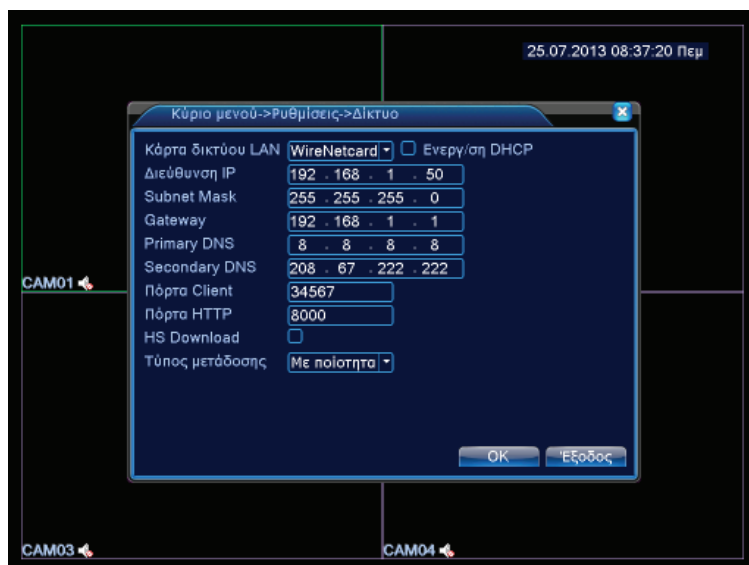 25.07.2013 08:37:20 Πεμ
Κύριο μενού->Ρυθμίσεις->Δίκτυο
Κάρτα δικτύου LAN WireNetcard Ενεργ/ση DHCP
Διεύθυνση IP 192 . 168 . 1 . 50
Subnet Mask 255 . 255 . 255 . 0
Gateway 192 . 168 . 1 . 1
Primary DNS 8 . 8 . 8 . 8
Secondary DNS 208 . 67 . 222 . 222
Πόρτα Client 34567
Πόρτα HTTP 8000
HS Download
Τύπος μετάδοσης Με ποίοτητα
OK Έξοδος
CAM01
CAM03 CAM04